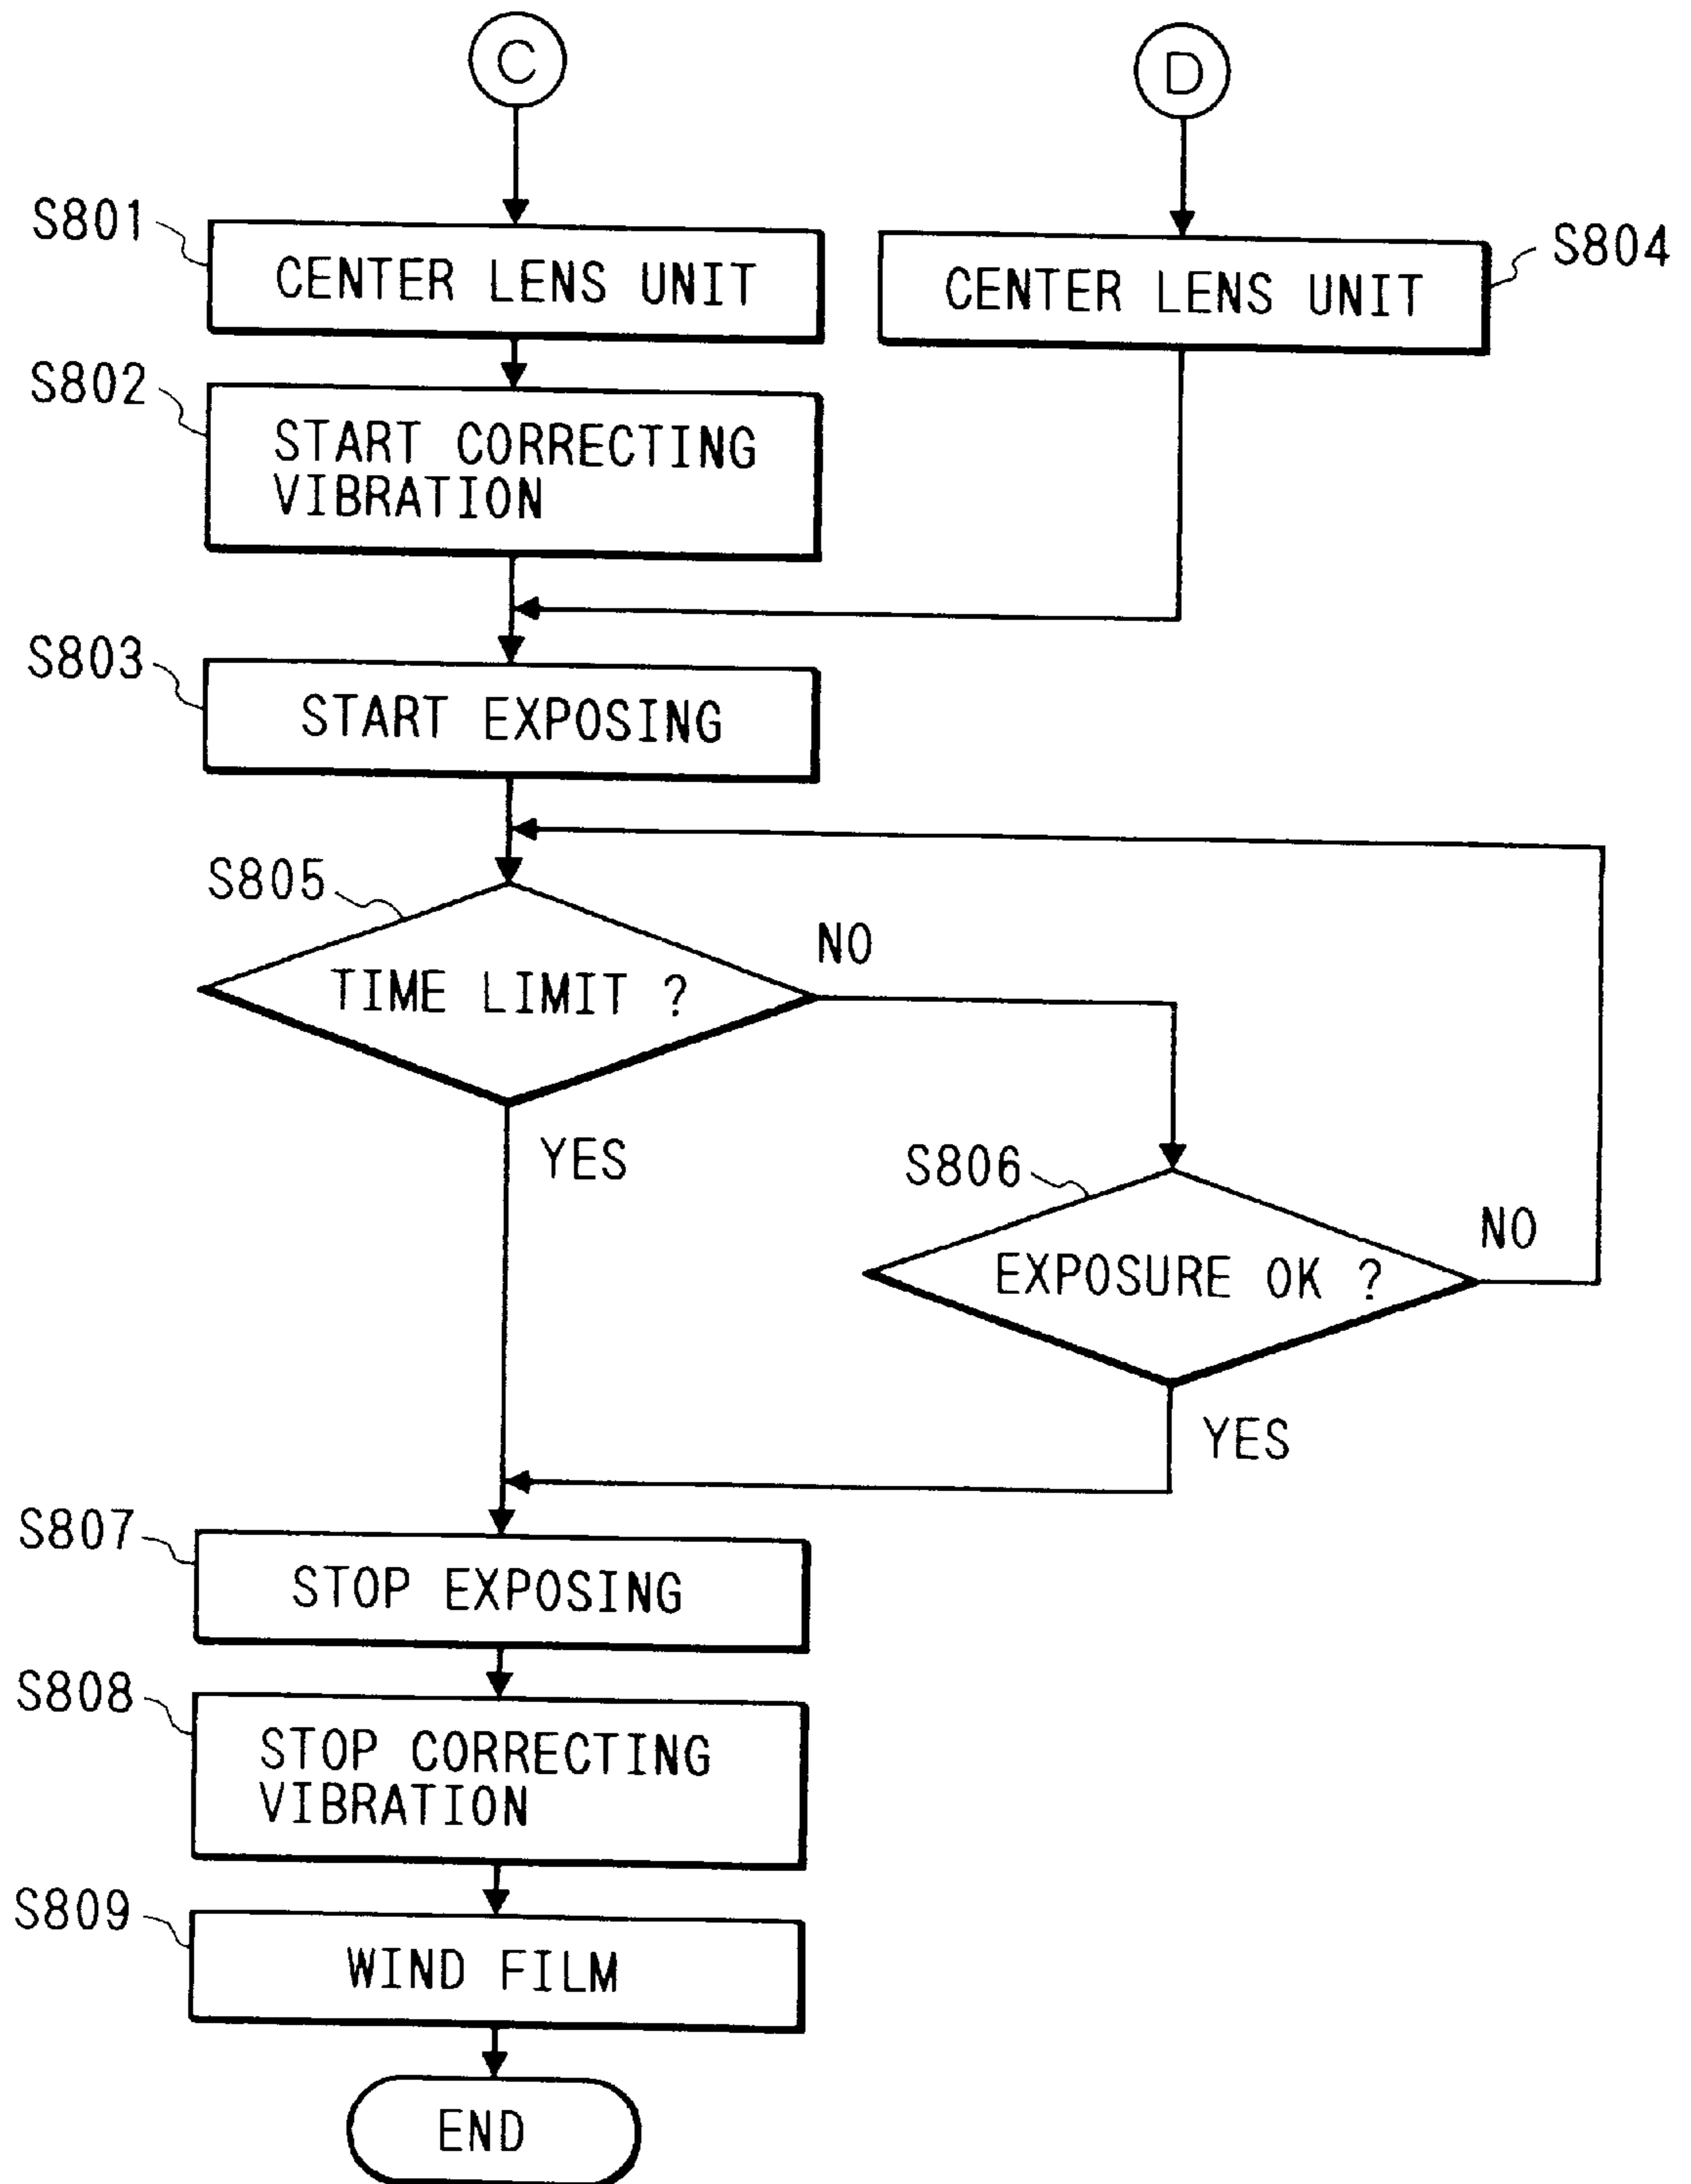 C
D
S801
CENTER LENS UNIT
CENTER LENS UNIT
S804
S802
START CORRECTING
VIBRATION
S803
START EXPOSING
S805
TIME LIMIT ?
NO
YES
S806
EXPOSURE OK ?
NO
YES
S807
STOP EXPOSING
S808
STOP CORRECTING
VIBRATION
S809
WIND FILM
END